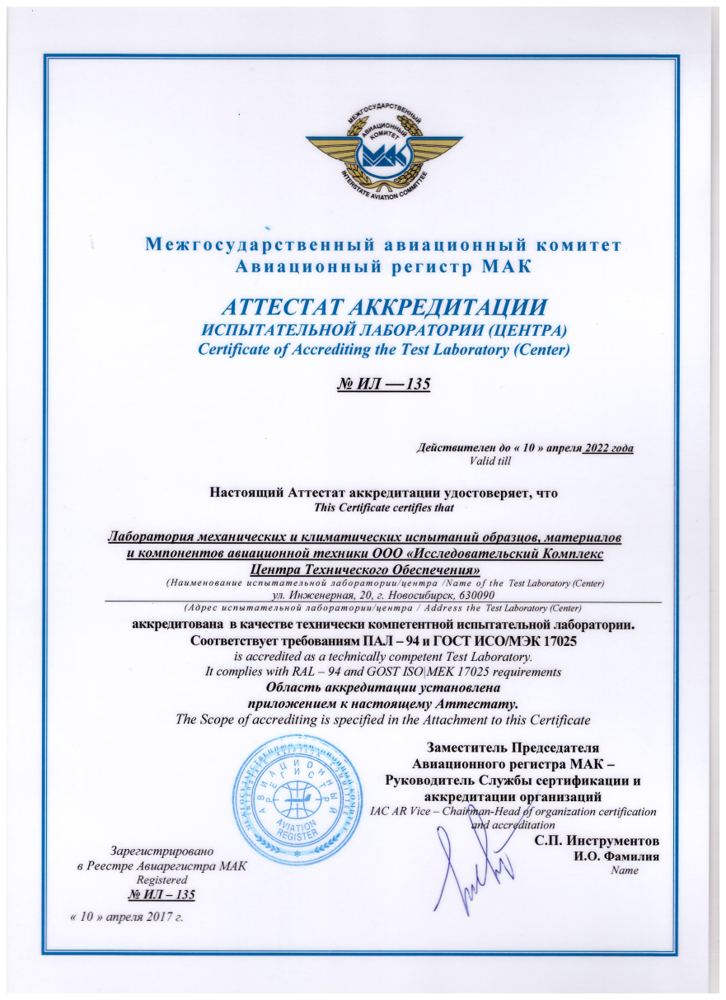 МЕЖГОСУДАРСТВЕННЫЙ
АВИАЦИОННЫЙ
КОМИТЕТ
МАК
INTERSTATE AVIATION COMMITTEE
Межгосударственный авиационный комитет
Авиационный регистр МАК
АТТЕСТАТ АККРЕДИТАЦИИ
ИСПЫТАТЕЛЬНОЙ ЛАБОРАТОРИИ (ЦЕНТРА)
Certificate of Accrediting the Test Laboratory (Center)
№ ИЛ — 135
Действителен до « 10 » апреля 2022 года
Valid till
Настоящий Аттестат аккредитации удостоверяет, что
This Certificate certifies that
Лаборатория механических и климатических испытаний образцов, материалов
и компонентов авиационной техники ООО «Исследовательский Комплекс
Центра Технического Обеспечения»
(Наименование испытательной лаборатории/центра /Name of the Test Laboratory (Center)
ул. Инженерная, 20, г. Новосибирск, 630090
(Адрес испытательной лаборатории/центра / Address the Test Laboratory (Center)
аккредитована в качестве технически компетентной испытательной лаборатории.
Соответствует требованиям ПАЛ – 94 и ГОСТ ИСО/МЭК 17025
is accredited as a technically competent Test Laboratory.
It complies with RAL – 94 and GOST ISO|MEK 17025 requirements
Область аккредитации установлена
приложением к настоящему Аттестату.
The Scope of accrediting is specified in the Attachment to this Certificate
Заместитель Председателя
Авиационного регистра МАК –
Руководитель Службы сертификации и
аккредитации организаций
IAC AR Vice – Chairman-Head of organization certification
and accreditation
С.П. Инструментов
И.О. Фамилия
Name
МЕЖГОСУДАРСТВЕННЫЙ АВИАЦИОННЫЙ КОМИТЕТ
INTERSTATE AVIATION COMMITTEE
АВИАЦИОННЫЙ
РЕГИСТР
AVIATION
REGISTER
Зарегистрировано
в Реестре Авиарегистра МАК
Registered
№ ИЛ – 135
« 10 » апреля 2017 г.